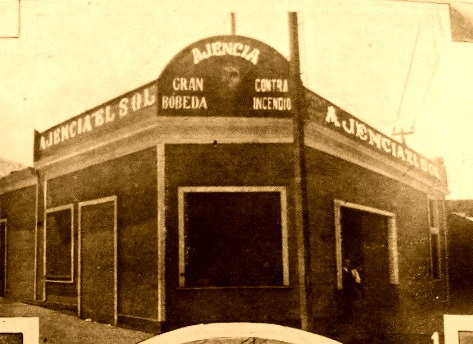 AJENCIA EL SOL
AJENCIA
GRAN CONTRA
BOBEDA INCENDIO
AJENCIA EL SOL